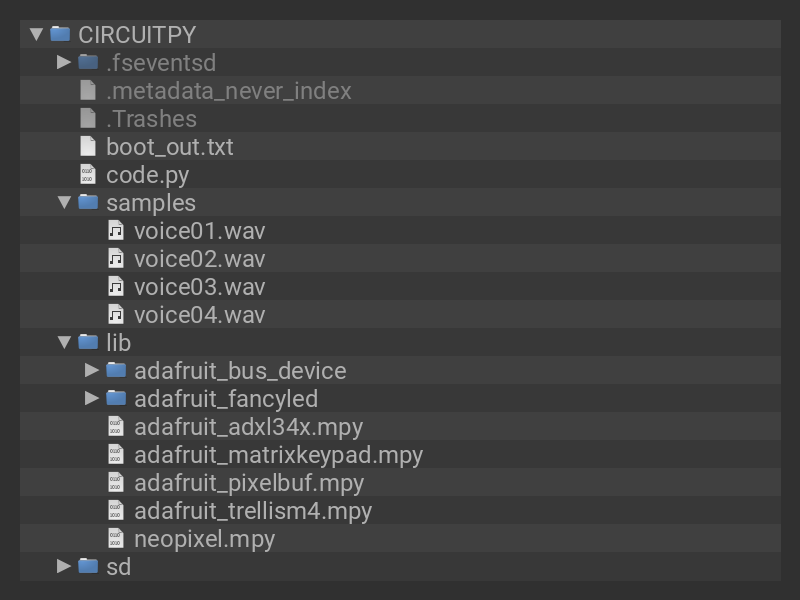 CIRCUITPY
.fseventsd
.metadata_never_index
.Trashes
boot_out.txt
code.py
samples
voice01.wav
voice02.wav
voice03.wav
voice04.wav
lib
adafruit_bus_device
adafruit_fancyled
adafruit_adxl34x.mpy
adafruit_matrixkeypad.mpy
adafruit_pixelbuf.mpy
adafruit_trellism4.mpy
neopixel.mpy
sd